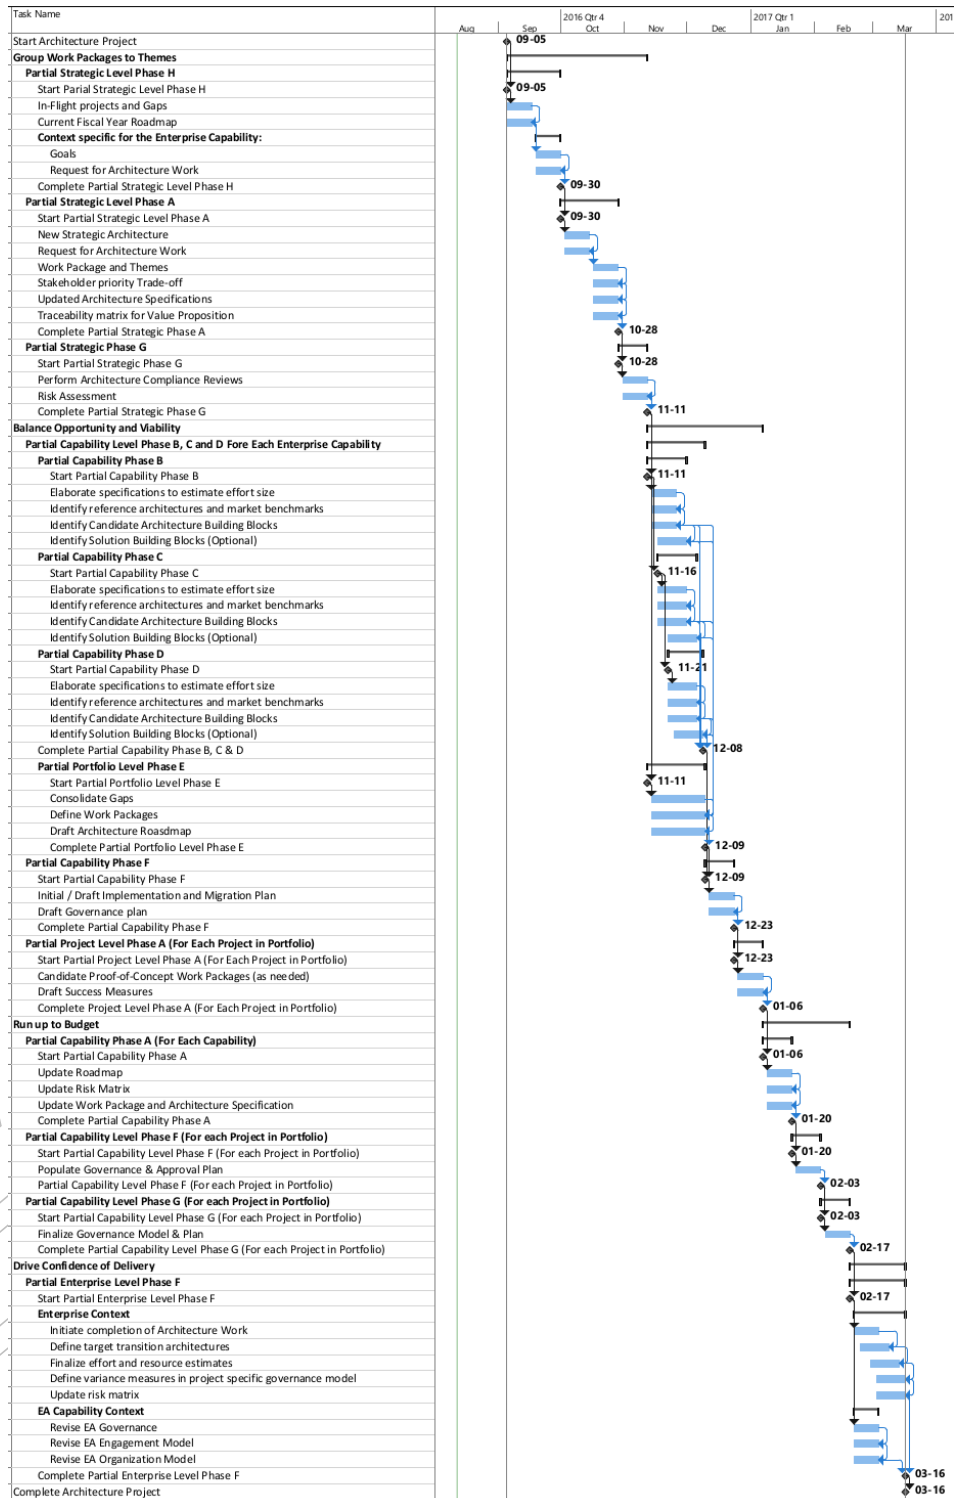 Task Name
2016 Qtr 4
2017 Qtr 1
201
Aug
Sep
Oct
Nov
Dec
Jan
Feb
Mar
Start Architecture Project
09-05
Group Work Packages to Themes
Partial Strategic Level Phase H
Start Parial Strategic Level Phase H
09-05
In-Flight projects and Gaps
Current Fiscal Year Roadmap
Context specific for the Enterprise Capability:
Goals
Request for Architecture Work
Complete Partial Strategic Level Phase H
09-30
Partial Strategic Level Phase A
Start Partial Strategic Level Phase A
09-30
New Strategic Architecture
Request for Architecture Work
Work Package and Themes
Stakeholder priority Trade-off
Updated Architecture Specifications
Traceability matrix for Value Proposition
Complete Partial Strategic Phase A
10-28
Partial Strategic Phase G
Start Partial Strategic Phase G
10-28
Perform Architecture Compliance Reviews
Risk Assessment
Complete Partial Strategic Phase G
11-11
Balance Opportunity and Viability
Partial Capability Level Phase B, C and D Fore Each Enterprise Capability
Partial Capability Phase B
Start Partial Capability Phase B
11-11
Elaborate specifications to estimate effort size
Identify reference architectures and market benchmarks
Identify Candidate Architecture Building Blocks
Identify Solution Building Blocks (Optional)
Partial Capability Phase C
Start Partial Capability Phase C
11-16
Elaborate specifications to estimate effort size
Identify reference architectures and market benchmarks
Identify Candidate Architecture Building Blocks
Identify Solution Building Blocks (Optional)
Partial Capability Phase D
Start Partial Capability Phase D
11-21
Elaborate specifications to estimate effort size
Identify reference architectures and market benchmarks
Identify Candidate Architecture Building Blocks
Identify Solution Building Blocks (Optional)
Complete Partial Capability Phase B, C & D
12-08
Partial Portfolio Level Phase E
Start Partial Portfolio Level Phase E
11-11
Consolidate Gaps
Define Work Packages
Draft Architecture Roasdmap
Complete Partial Portfolio Level Phase E
12-09
Partial Capability Phase F
Start Partial Capability Phase F
12-09
Initial / Draft Implementation and Migration Plan
Draft Governance plan
Complete Partial Capability Phase F
12-23
Partial Project Level Phase A (For Each Project in Portfolio)
Start Partial Project Level Phase A (For Each Project in Portfolio)
12-23
Candidate Proof-of-Concept Work Packages (as needed)
Draft Success Measures
Complete Project Level Phase A (For Each Project in Portfolio)
01-06
Run up to Budget
Partial Capability Phase A (For Each Capability)
Start Partial Capability Phase A
01-06
Update Roadmap
Update Risk Matrix
Update Work Package and Architecture Specification
Complete Partial Capability Phase A
01-20
Partial Capability Level Phase F (For each Project in Portfolio)
Start Partial Capability Level Phase F (For each Project in Portfolio)
01-20
Populate Governance & Approval Plan
Partial Capability Level Phase F (For each Project in Portfolio)
02-03
Partial Capability Level Phase G (For each Project in Portfolio)
Start Partial Capability Level Phase G (For each Project in Portfolio)
02-03
Finalize Governance Model & Plan
Complete Partial Capability Level Phase G (For each Project in Portfolio)
02-17
Drive Confidence of Delivery
Partial Enterprise Level Phase F
Start Partial Enterprise Level Phase F
02-17
Enterprise Context
Initiate completion of Architecture Work
Define target transition architectures
Finalize effort and resource estimates
Define variance measures in project specific governance model
Update risk matrix
EA Capability Context
Revise EA Governance
Revise EA Engagement Model
Revise EA Organization Model
Complete Partial Enterprise Level Phase F
03-16
Complete Architecture Project
03-16